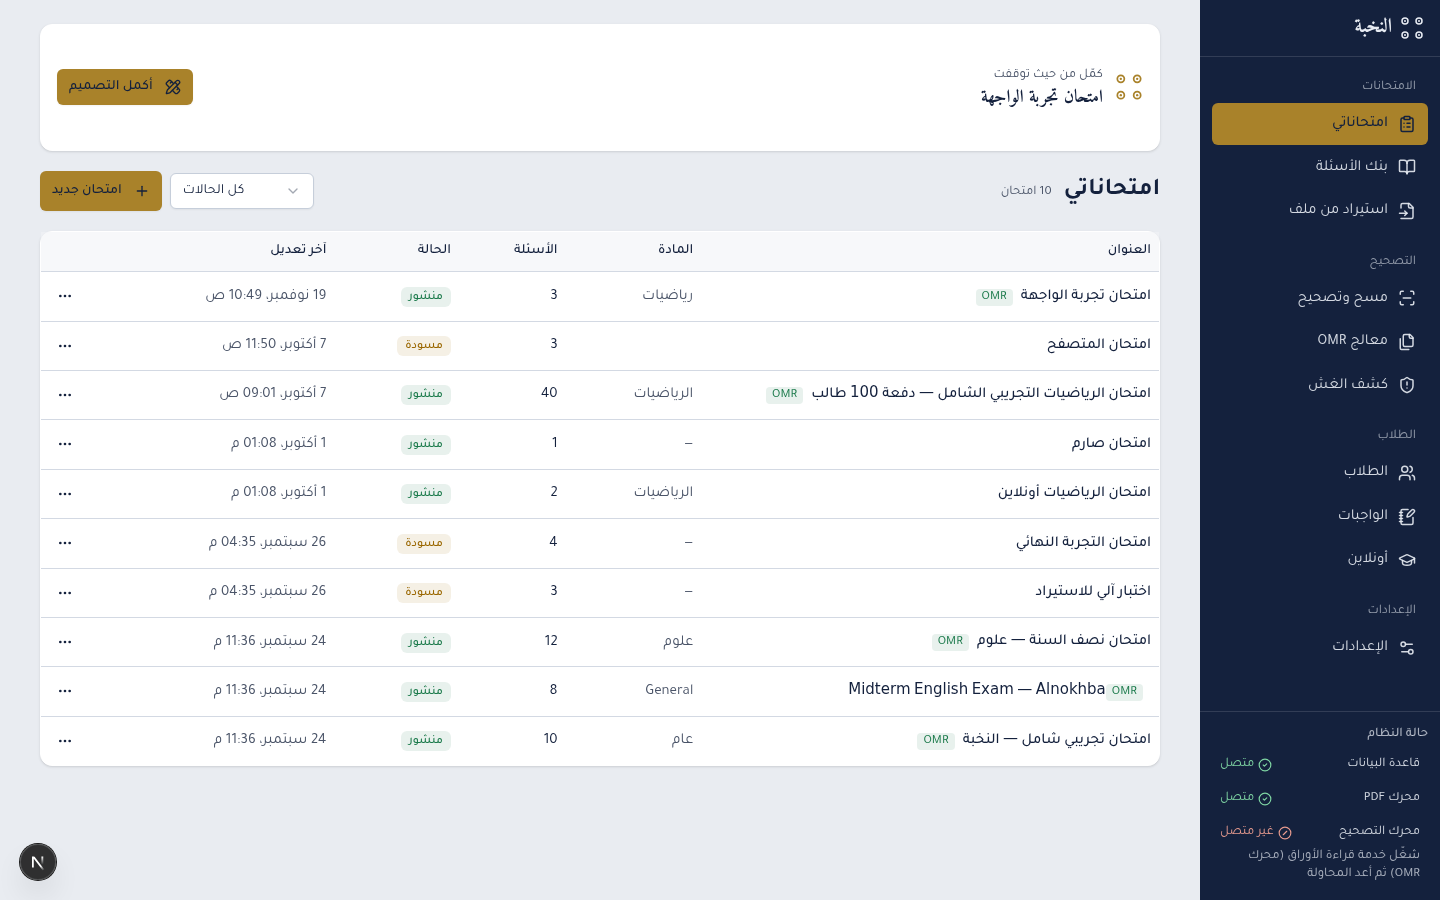 النخبة
الامتحانات
امتحاناتي
بنك الأسئلة
استيراد من ملف
التصحيح
مسح وتصحيح
معالج OMR
كشف الغش
الطلاب
الطلاب
الواجبات
أونلاين
الإعدادات
الإعدادات
حالة النظام
قاعدة البيانات متصل
محرك PDF متصل
محرك التصحيح غير متصل
شغّل خدمة قراءة الأوراق (محرك
OMR) ثم أعد المحاولة
كمّل من حيث توقفت
امتحان تجربة الواجهة
أكمل التصميم
امتحاناتي 10 امتحان
كل الحالات
امتحان جديد
العنوان المادة الأسئلة الحالة آخر تعديل
امتحان تجربة الواجهة OMR رياضيات 3 منشور 19 نوفمبر، 10:49 ص
امتحان المتصفح 3 مسودة 7 أكتوبر، 11:50 ص
امتحان الرياضيات التجريبي الشامل — دفعة 100 طالب OMR الرياضيات 40 منشور 7 أكتوبر، 09:01 ص
امتحان صارم – 1 منشور 1 أكتوبر، 01:08 م
امتحان الرياضيات أونلاين الرياضيات 2 منشور 1 أكتوبر، 01:08 م
امتحان التجربة النهائي – 4 مسودة 26 سبتمبر، 04:35 م
اختبار آلي للاستيراد – 3 مسودة 26 سبتمبر، 04:35 م
امتحان نصف السنة — علوم OMR علوم 12 منشور 24 سبتمبر، 11:36 م
Midterm English Exam — Alnokhba OMR General 8 منشور 24 سبتمبر، 11:36 م
امتحان تجريبي شامل — النخبة OMR عام 10 منشور 24 سبتمبر، 11:36 م
N